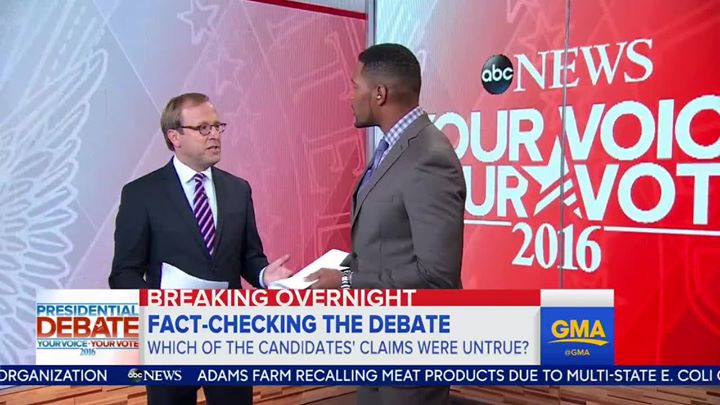 abc NEWS
YOUR VOIC
UR VOT
2016
PRESIDENTIAL
DEBATE
YOUR VOICE YOUR VOTE
2016
BREAKING OVERNIGHT
FACT-CHECKING THE DEBATE
WHICH OF THE CANDIDATES' CLAIMS WERE UNTRUE?
GMA
@GMA
ORGANIZATION abc NEWS ADAMS FARM RECALLING MEAT PRODUCTS DUE TO MULTI-STATE E. COLI